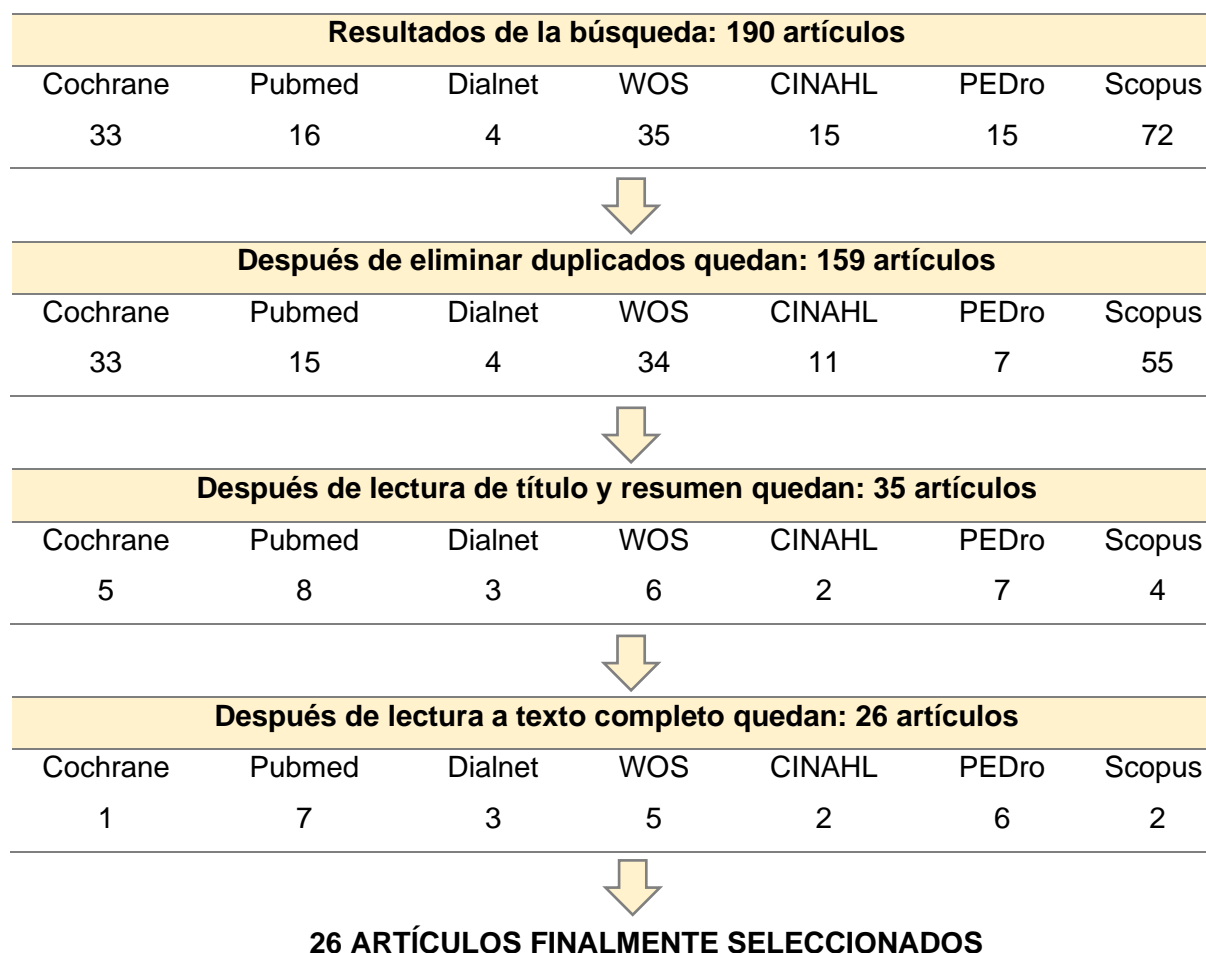 Resultados de la búsqueda: 190 artículos
Cochrane Pubmed Dialnet WOS CINAHL PEDro Scopus
33 16 4 35 15 15 72
Después de eliminar duplicados quedan: 159 artículos
Cochrane Pubmed Dialnet WOS CINAHL PEDro Scopus
33 15 4 34 11 7 55
Después de lectura de título y resumen quedan: 35 artículos
Cochrane Pubmed Dialnet WOS CINAHL PEDro Scopus
5 8 3 6 2 7 4
Después de lectura a texto completo quedan: 26 artículos
Cochrane Pubmed Dialnet WOS CINAHL PEDro Scopus
1 7 3 5 2 6 2
26 ARTÍCULOS FINALMENTE SELECCIONADOS